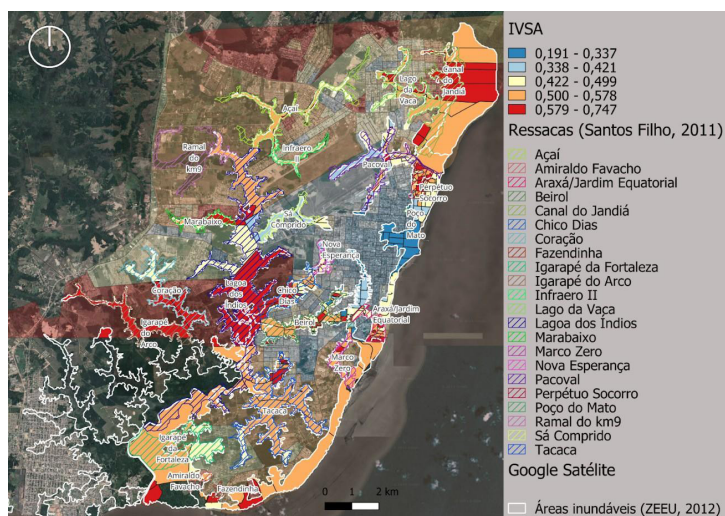 Canal
do
Jandiá
Lago
da
Vaca
Açaí
Ramal
do
km9
Infraero
II
Pacoval
Perpétuo
Socorro
Marabaixo
Sá
Comprido
Poço
do
Mato
Nova
Esperança
Coração
Lagoa
dos
Índios
Chico
Dias
Igarapé
do
Arco
Beirol
Araxá/Jardim
Equatorial
Marco
Zero
Tacaca
Igarapé
da
Fortaleza
Amiraldo
Favacho
Fazendinha
0 1 2 km
IVSA
0,191 - 0,337
0,338 - 0,421
0,422 - 0,499
0,500 - 0,578
0,579 - 0,747
Ressacas (Santos Filho, 2011)
Açaí
Amiraldo Favacho
Araxá/Jardim Equatorial
Beirol
Canal do Jandiá
Chico Dias
Coração
Fazendinha
Igarapé da Fortaleza
Igarapé do Arco
Infraero II
Lago da Vaca
Lagoa dos Índios
Marabaixo
Marco Zero
Nova Esperança
Pacoval
Perpétuo Socorro
Poço do Mato
Ramal do km9
Sá Comprido
Tacaca
Google Satélite
Áreas inundáveis (ZEEU, 2012)